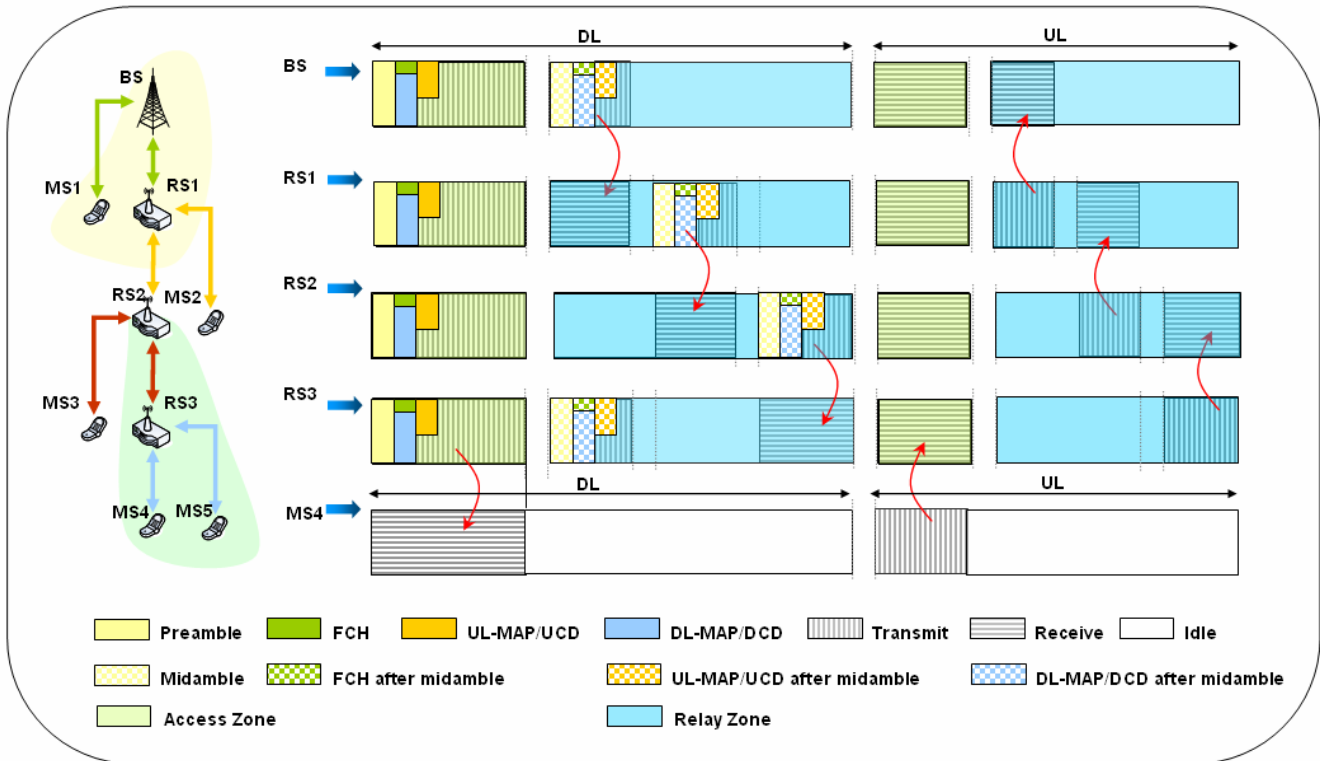 DL
UL
BS
BS
MS1
RS1
RS1
RS2
MS2
RS2
MS3
RS3
RS3
DL
UL
MS4
MS5
MS4
Preamble
FCH
UL-MAP/UCD
DL-MAP/DCD
Transmit
Receive
Idle
Midamble
FCH after midamble
UL-MAP/UCD after midamble
DL-MAP/DCD after midamble
Access Zone
Relay Zone